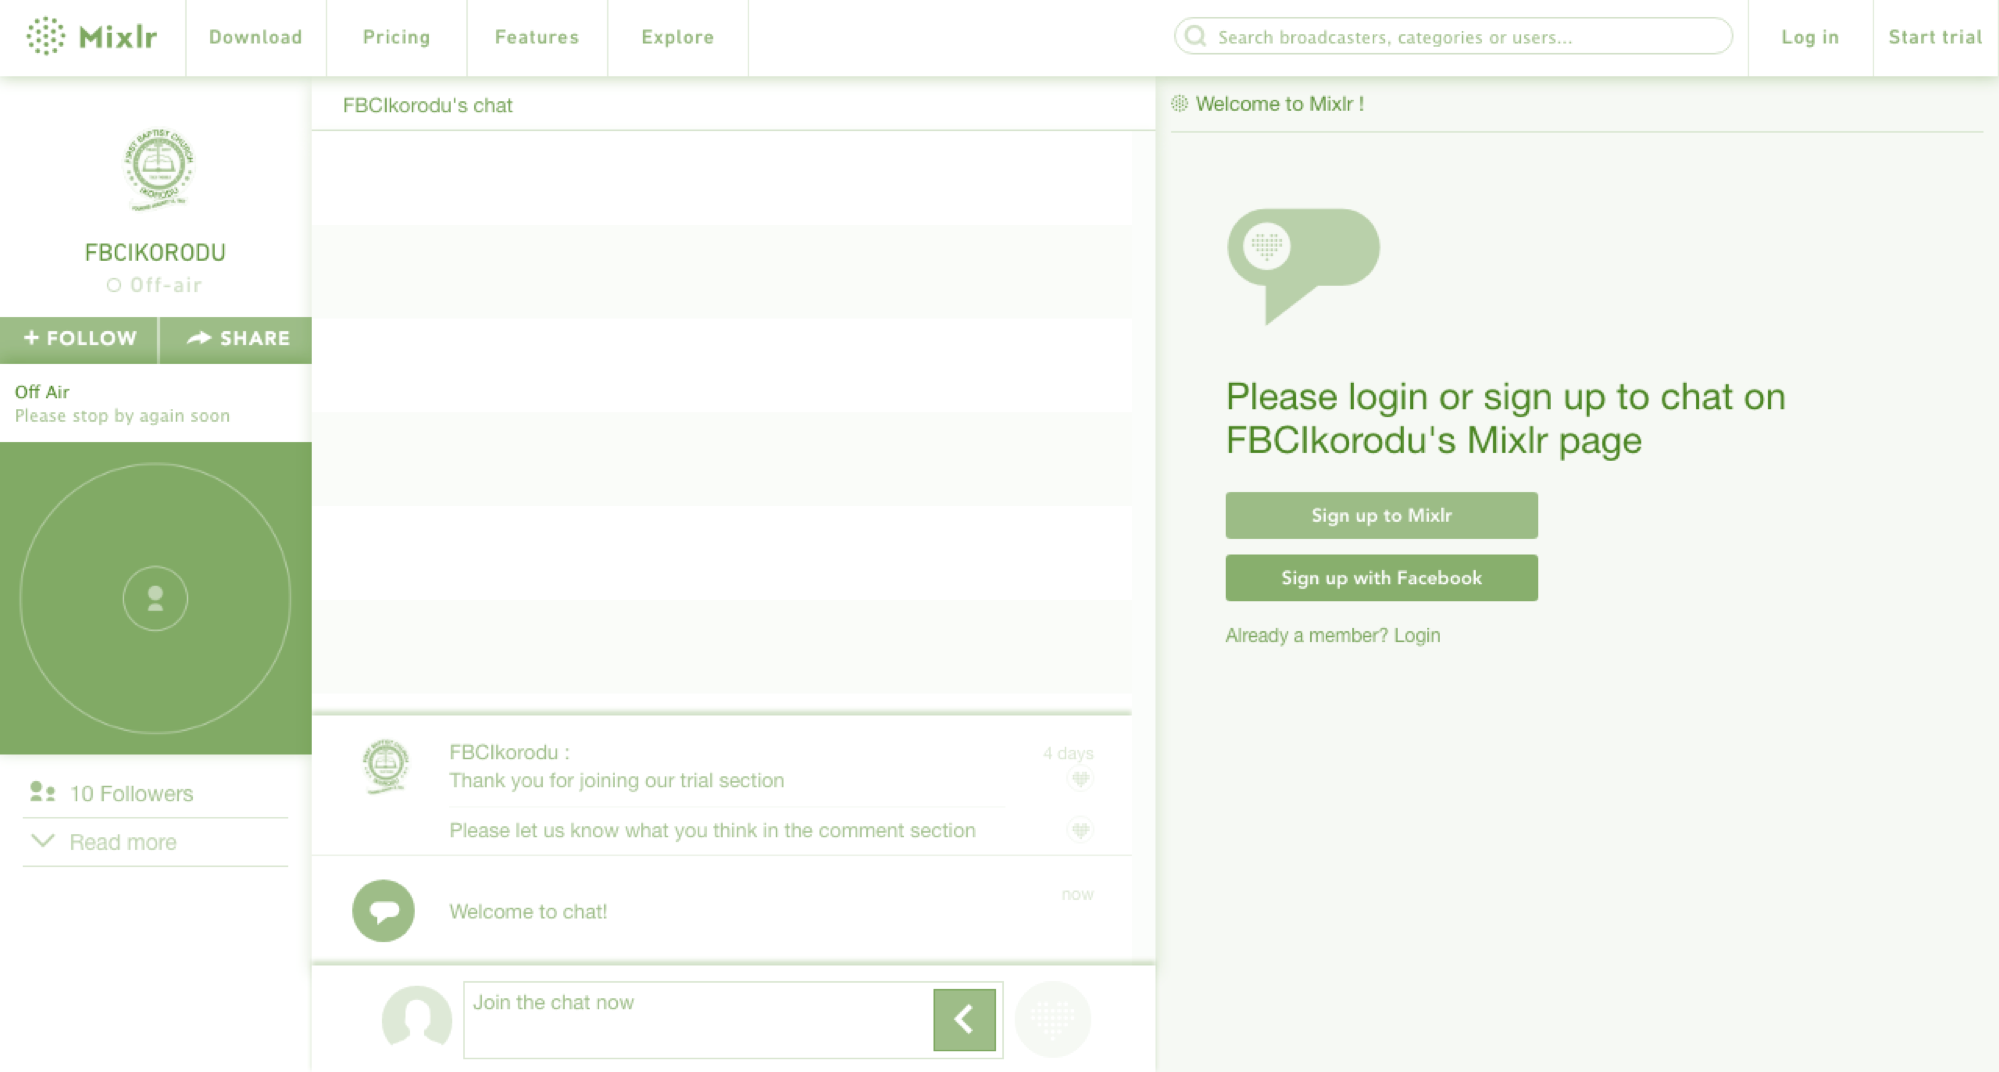 Mixlr
Download
Pricing
Features
Explore
Search broadcasters, categories or users...
Log in
Start trial
FIRST BAPTIST CHURCH
IKORODU
FBCIKORODU
Off-air
+ FOLLOW
SHARE
Off Air
Please stop by again soon
10 Followers
Read more
FBCIkorodu's chat
FBCIkorodu :
4 days
Thank you for joining our trial section
Please let us know what you think in the comment section
Welcome to chat!
now
Join the chat now
Welcome to Mixlr !
Please login or sign up to chat on
FBCIkorodu's Mixlr page
Sign up to Mixlr
Sign up with Facebook
Already a member? Login